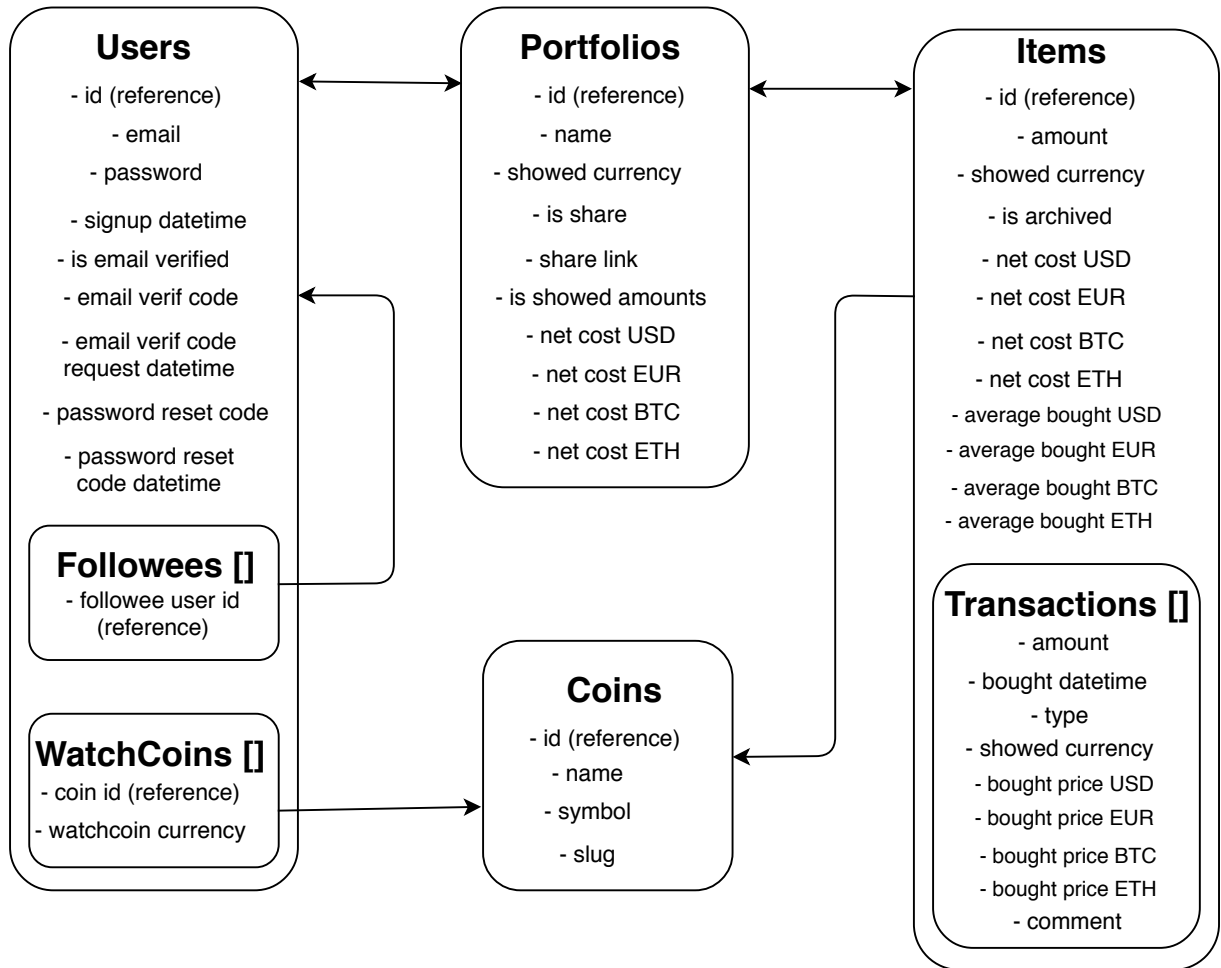 Users
- id (reference)
- email
- password
- signup datetime
- is email verified
- email verif code
- email verif code
request datetime
- password reset code
- password reset
code datetime
Followees []
- followee user id
(reference)
WatchCoins []
- coin id (reference)
- watchcoin currency
Portfolios
- id (reference)
- name
- showed currency
- is share
- share link
- is showed amounts
- net cost USD
- net cost EUR
- net cost BTC
- net cost ETH
Coins
- id (reference)
- name
- symbol
- slug
Items
- id (reference)
- amount
- showed currency
- is archived
- net cost USD
- net cost EUR
- net cost BTC
- net cost ETH
- average bought USD
- average bought EUR
- average bought BTC
- average bought ETH
Transactions []
- amount
- bought datetime
- type
- showed currency
- bought price USD
- bought price EUR
- bought price BTC
- bought price ETH
- comment